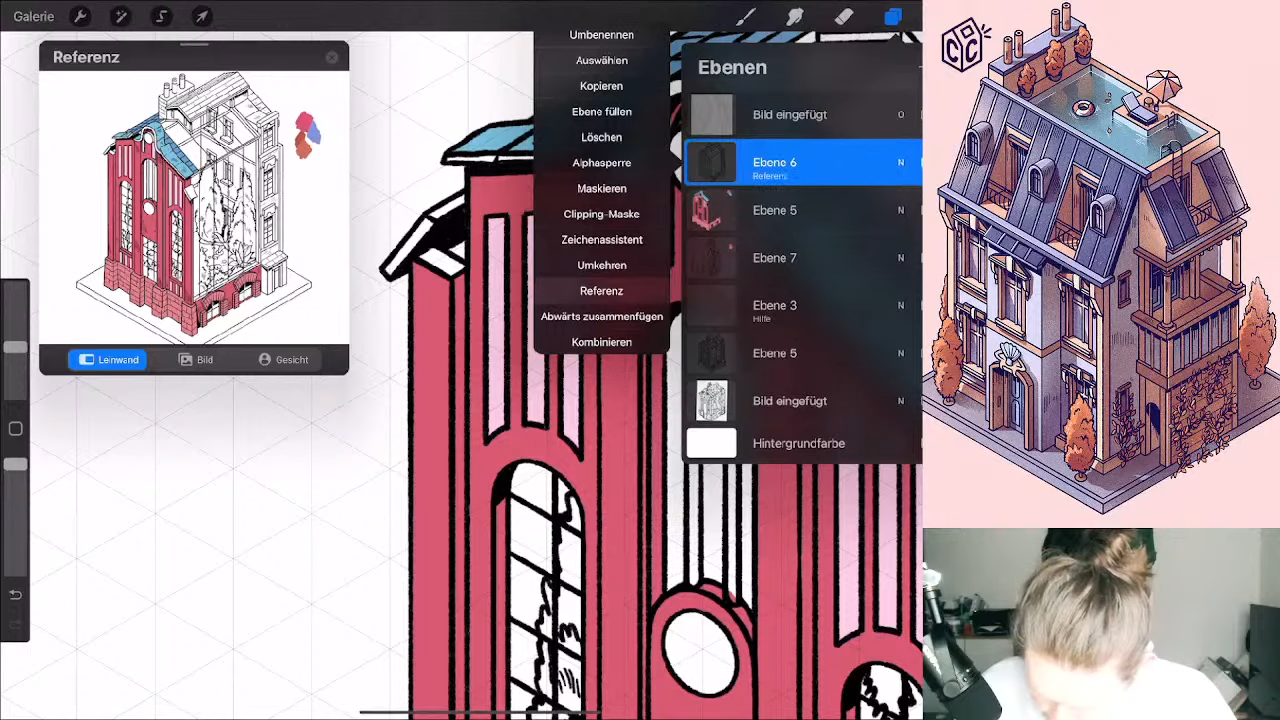 Galerie
Referenz
Leinwand
Bild
Gesicht
Umbenennen
Auswählen
Kopieren
Ebene füllen
Löschen
Alphasperre
Maskieren
Clipping-Maske
Zeichenassistent
Umkehren
Referenz
Abwärts zusammenfügen
Kombinieren
Ebenen
Bild eingefügt O
Ebene 6 N
Referenz
Ebene 5 N
Ebene 7 N
Ebene 3 N
Hilfe
Ebene 5 N
Bild eingefügt N
Hintergrundfarbe
CC